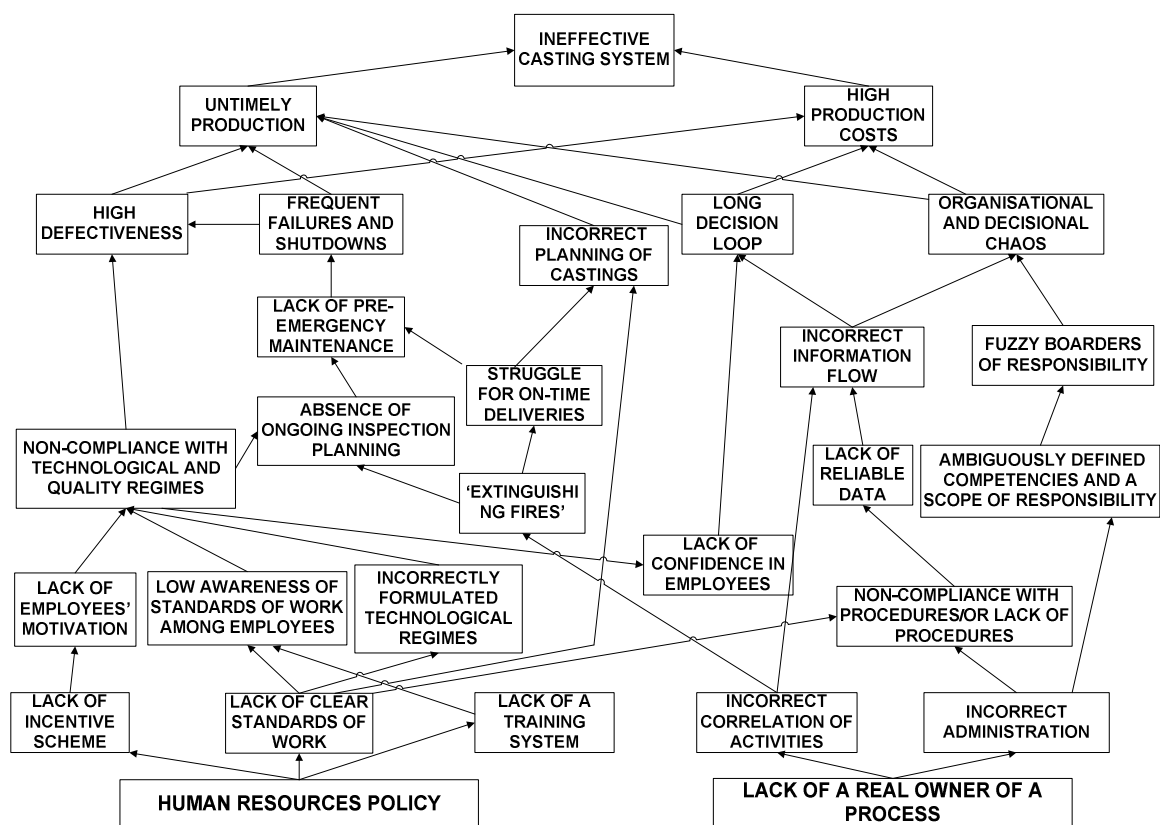 INEFFECTIVE
CASTING SYSTEM
UNTIMELY
PRODUCTION
HIGH
PRODUCTION
COSTS
HIGH
DEFECTIVENESS
FREQUENT
FAILURES AND
SHUTDOWNS
INCORRECT
PLANNING OF
CASTINGS
LONG
DECISION
LOOP
ORGANISATIONAL
AND DECISIONAL
CHAOS
LACK OF PRE-
EMERGENCY
MAINTENANCE
STRUGGLE
FOR ON-TIME
DELIVERIES
INCORRECT
INFORMATION
FLOW
FUZZY BOARDERS
OF RESPONSIBILITY
NON-COMPLIANCE WITH
TECHNOLOGICAL AND
QUALITY REGIMES
ABSENCE OF
ONGOING INSPECTION
PLANNING
'EXTINGUISHI
NG FIRES'
LACK OF
RELIABLE
DATA
AMBIGUOUSLY DEFINED
COMPETENCIES AND A
SCOPE OF RESPONSIBILITY
LACK OF
EMPLOYEES'
MOTIVATION
LOW AWARENESS OF
STANDARDS OF WORK
AMONG EMPLOYEES
INCORRECTLY
FORMULATED
TECHNOLOGICAL
REGIMES
LACK OF
CONFIDENCE IN
EMPLOYEES
NON-COMPLIANCE WITH
PROCEDURES/OR LACK OF
PROCEDURES
LACK OF
INCENTIVE
SCHEME
LACK OF CLEAR
STANDARDS OF
WORK
LACK OF A
TRAINING
SYSTEM
INCORRECT
CORRELATION OF
ACTIVITIES
INCORRECT
ADMINISTRATION
HUMAN RESOURCES POLICY
LACK OF A REAL OWNER OF A
PROCESS